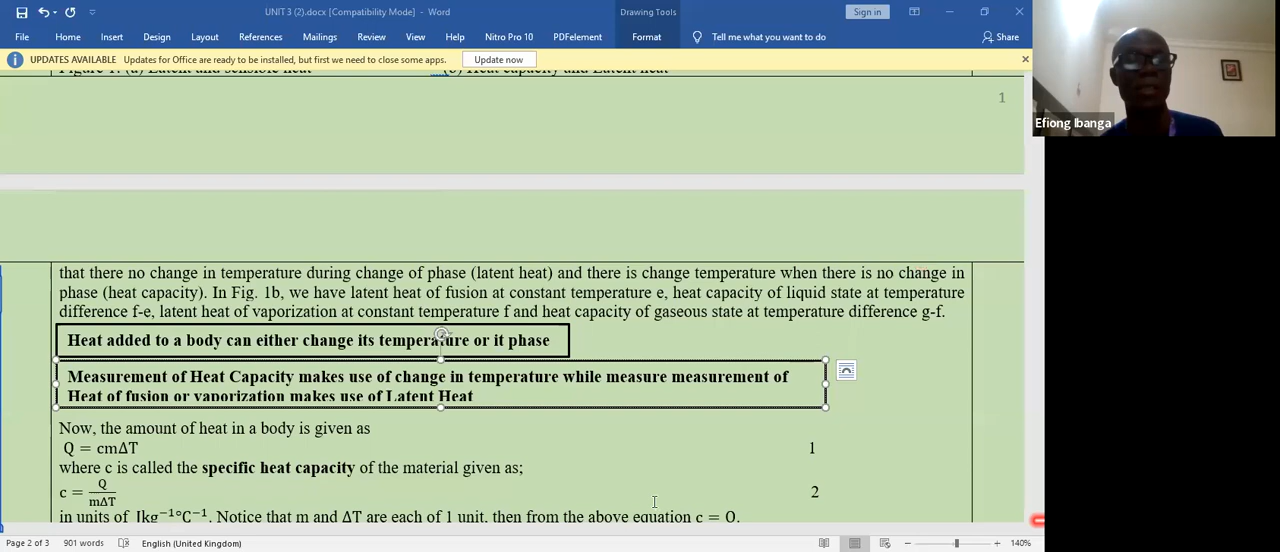 UNIT 3 (2).docx [Compatibility Mode] - Word
Drawing Tools
Sign in
File Home Insert Design Layout References Mailings Review View Help Nitro Pro 10 PDFelement Format Tell me what you want to do Share
UPDATES AVAILABLE Updates for Office are ready to be installed, but first we need to close some apps. Update now
Figure 1: (a) Latent and sensible heat (b) Heat capacity and Latent heat
1
Efiong Ibanga
that there no change in temperature during change of phase (latent heat) and there is change temperature when there is no change in
phase (heat capacity). In Fig. 1b, we have latent heat of fusion at constant temperature e, heat capacity of liquid state at temperature
difference f-e, latent heat of vaporization at constant temperature f and heat capacity of gaseous state at temperature difference g-f.
Heat added to a body can either change its temperature or it phase
Measurement of Heat Capacity makes use of change in temperature while measure measurement of
Heat of fusion or vaporization makes use of Latent Heat
Now, the amount of heat in a body is given as
Q = cmΔT 1
where c is called the specific heat capacity of the material given as;
c = Q/mΔT 2
in units of Jkg⁻¹°C⁻¹. Notice that m and ΔT are each of 1 unit, then from the above equation c = Q.
Page 2 of 3 901 words English (United Kingdom) 140%